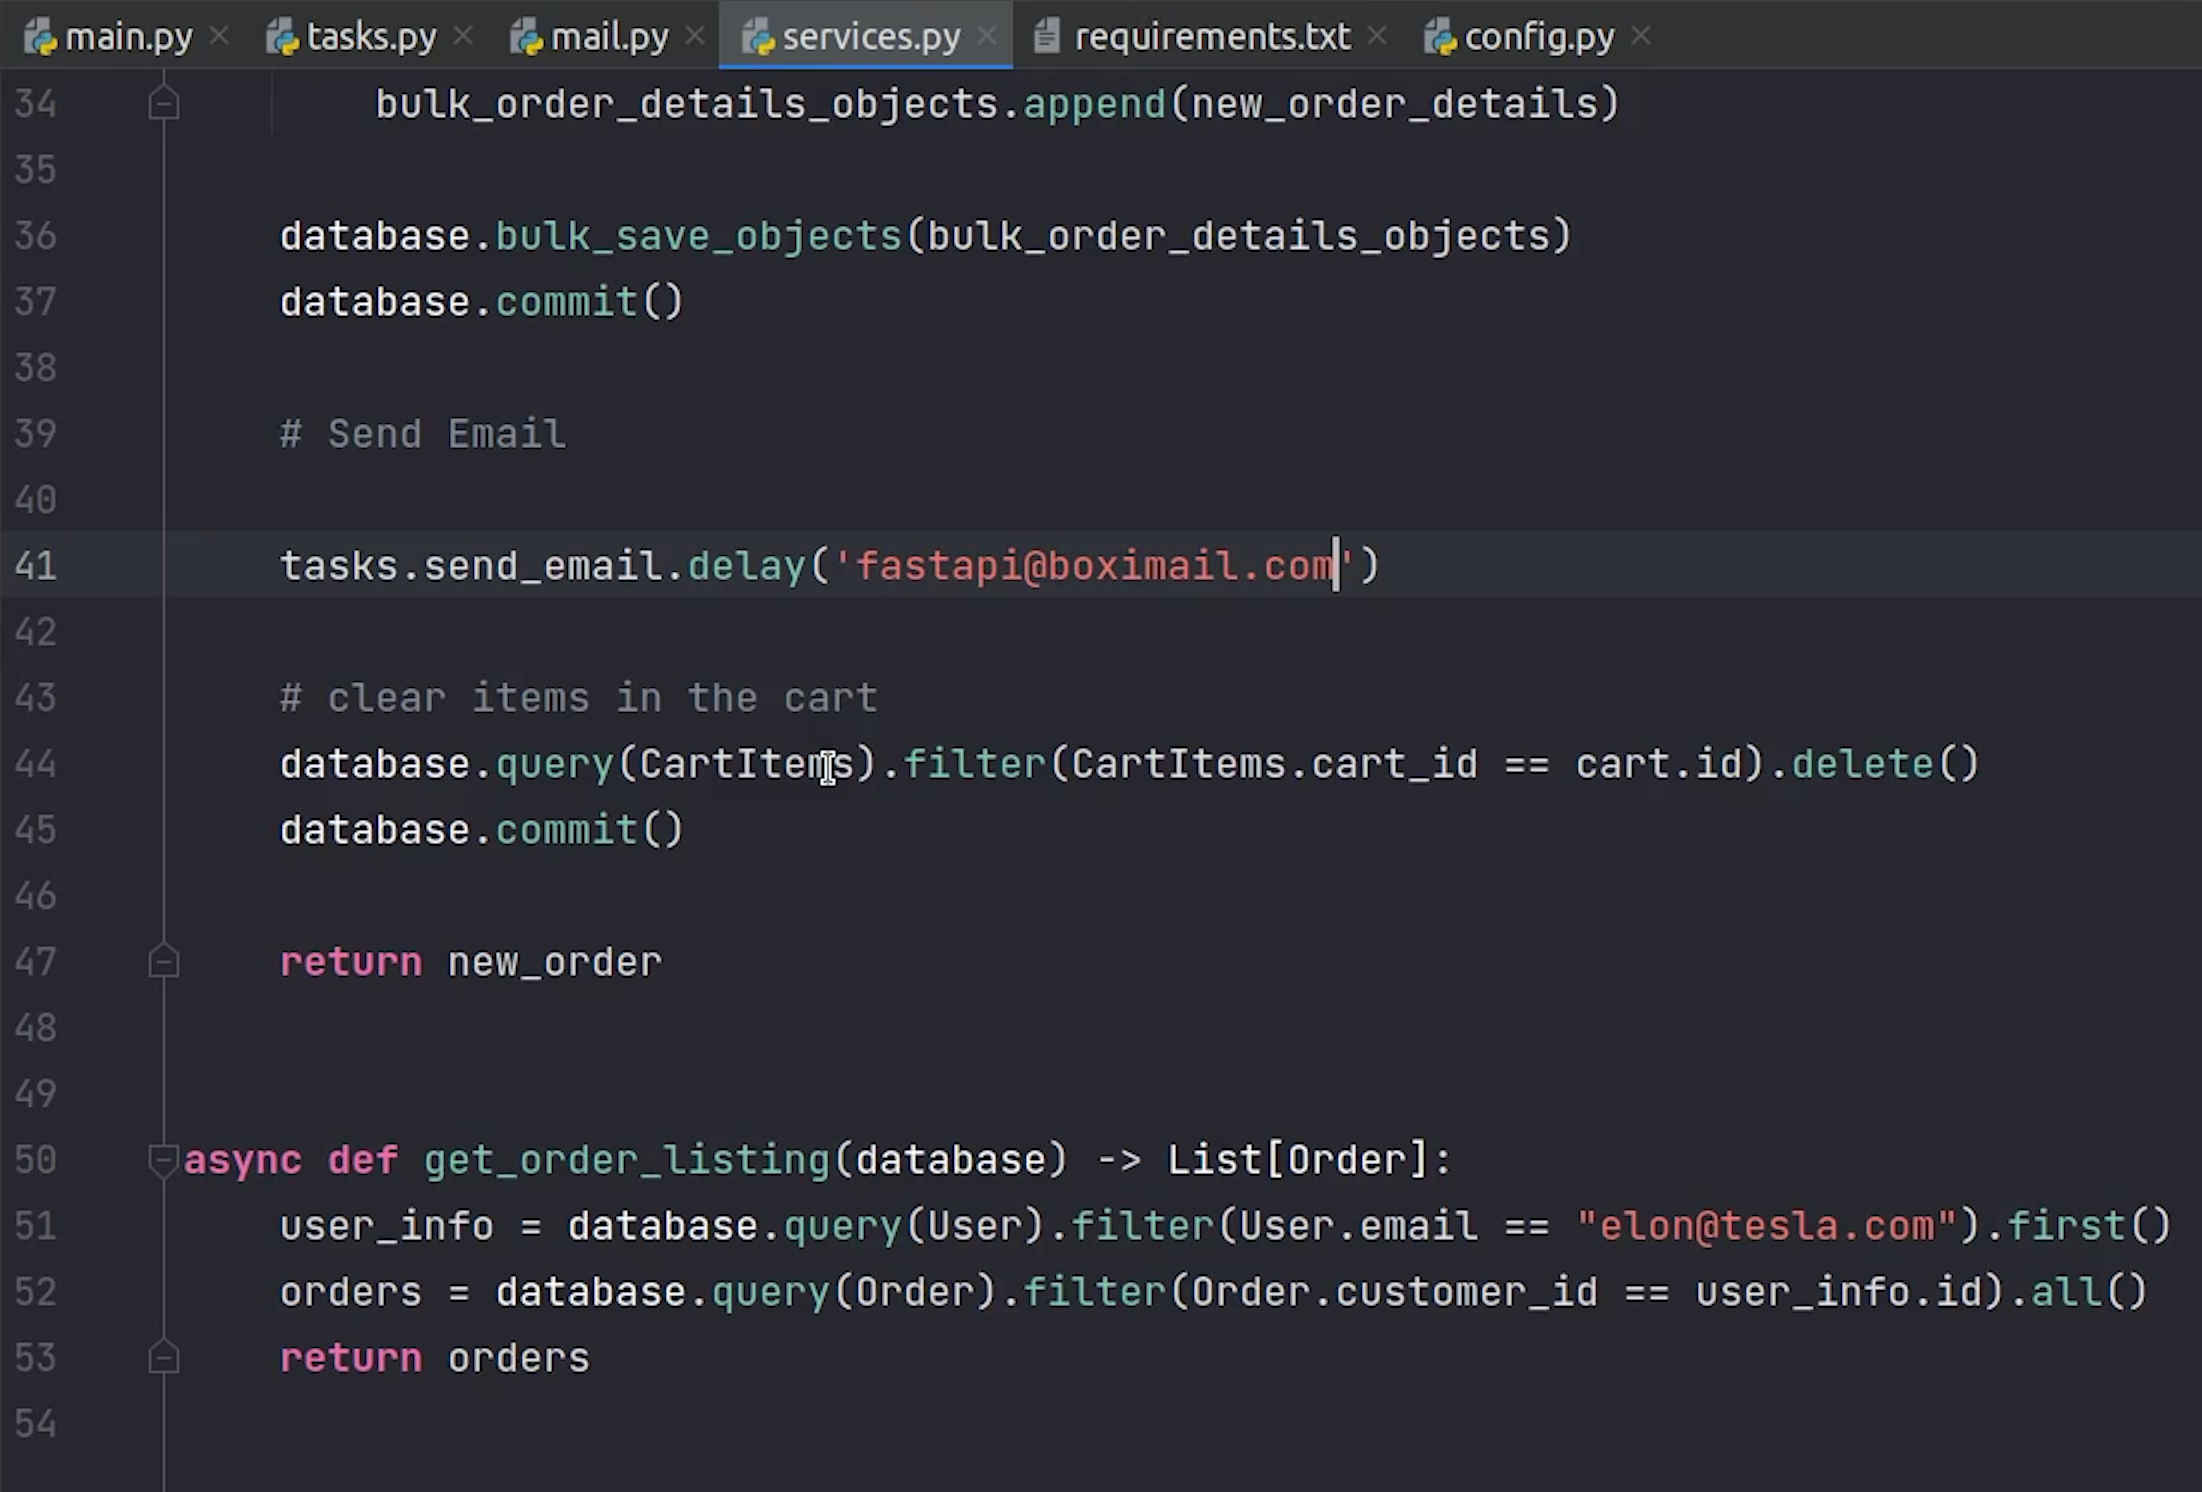 main.py tasks.py mail.py services.py requirements.txt config.py
34 bulk_order_details_objects.append(new_order_details)
35
36 database.bulk_save_objects(bulk_order_details_objects)
37 database.commit()
38
39 # Send Email
40
41 tasks.send_email.delay('fastapi@boximail.com')
42
43 # clear items in the cart
44 database.query(CartItems).filter(CartItems.cart_id == cart.id).delete()
45 database.commit()
46
47 return new_order
48
49
50 async def get_order_listing(database) -> List[Order]:
51 user_info = database.query(User).filter(User.email == "elon@tesla.com").first()
52 orders = database.query(Order).filter(Order.customer_id == user_info.id).all()
53 return orders
54